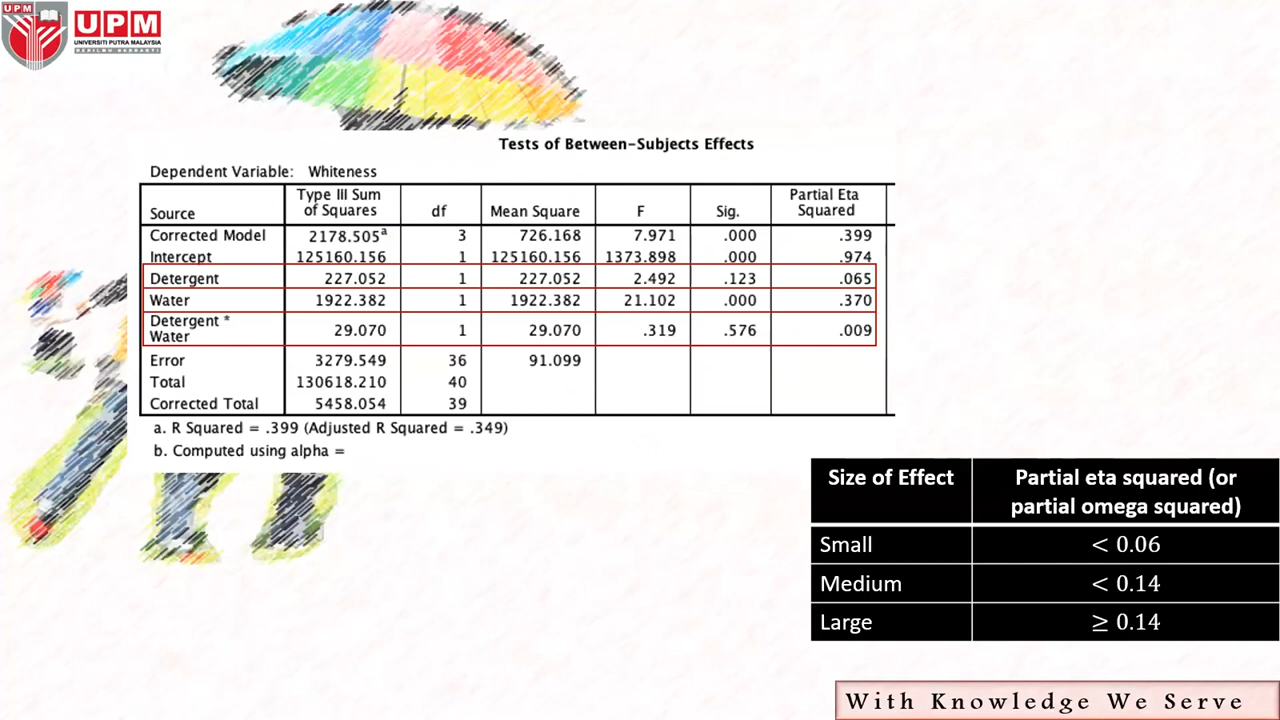 UPM
UNIVERSITI PUTRA MALAYSIA
BERILMU BERBAKTI
Tests of Between-Subjects Effects
Dependent Variable: Whiteness
Source Type III Sum of Squares df Mean Square F Sig. Partial Eta Squared
Corrected Model 2178.505a 3 726.168 7.971 .000 .399
Intercept 125160.156 1 125160.156 1373.898 .000 .974
Detergent 227.052 1 227.052 2.492 .123 .065
Water 1922.382 1 1922.382 21.102 .000 .370
Detergent * Water 29.070 1 29.070 .319 .576 .009
Error 3279.549 36 91.099
Total 130618.210 40
Corrected Total 5458.054 39
a. R Squared = .399 (Adjusted R Squared = .349)
b. Computed using alpha =
Size of Effect Partial eta squared (or partial omega squared)
Small < 0.06
Medium < 0.14
Large ≥ 0.14
With Knowledge We Serve